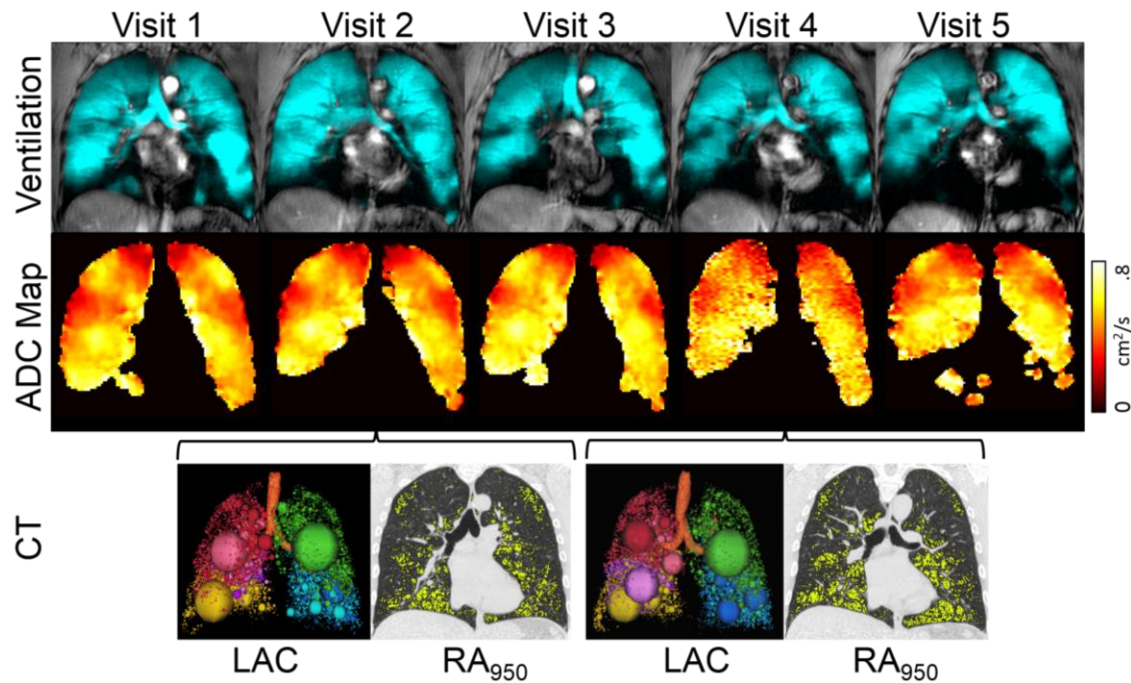 Visit 1 Visit 2 Visit 3 Visit 4 Visit 5
Ventilation
ADC Map
.8
cm²/s
0
CT
LAC RA₉₅₀ LAC RA₉₅₀